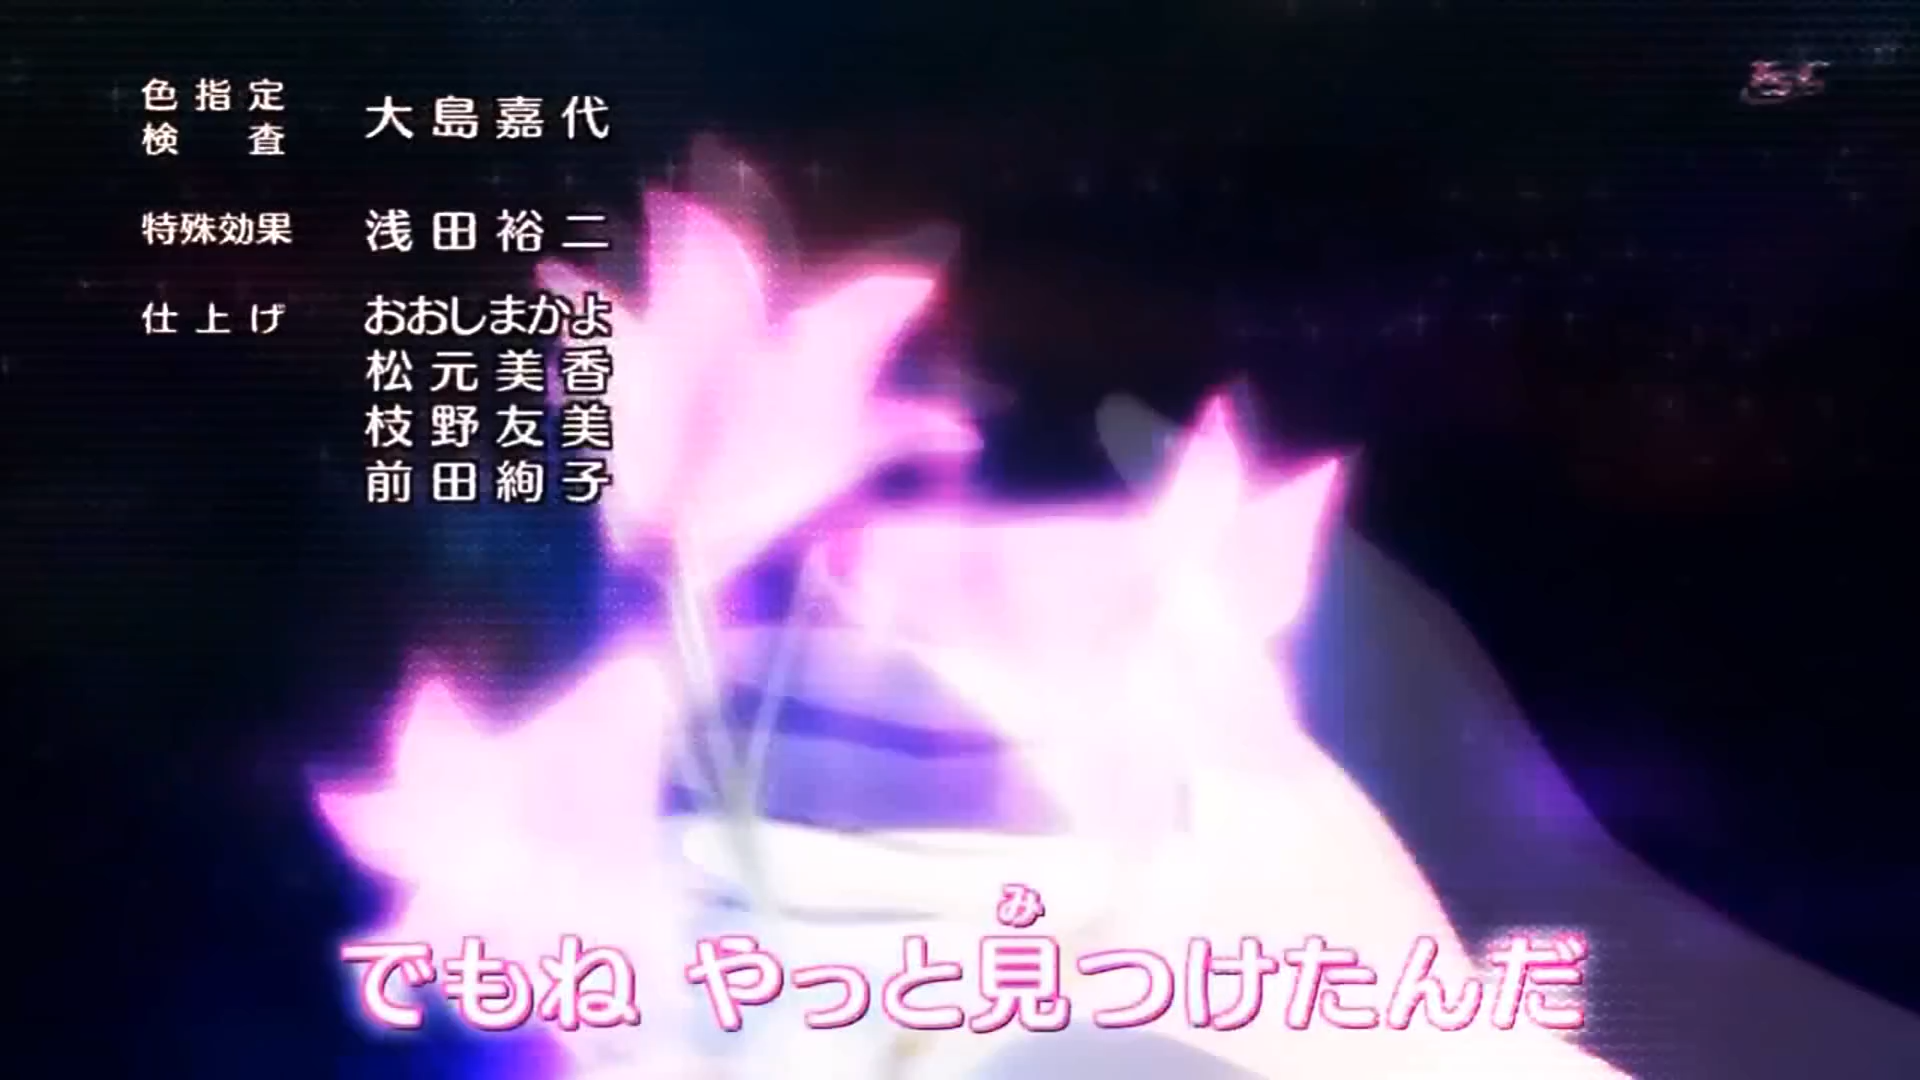 色指定 大島嘉代
検査
特殊効果 浅田裕二
仕上げ おおしまかよ
松元美香
枝野友美
前田絢子
み
でもね やっと見つけたんだ